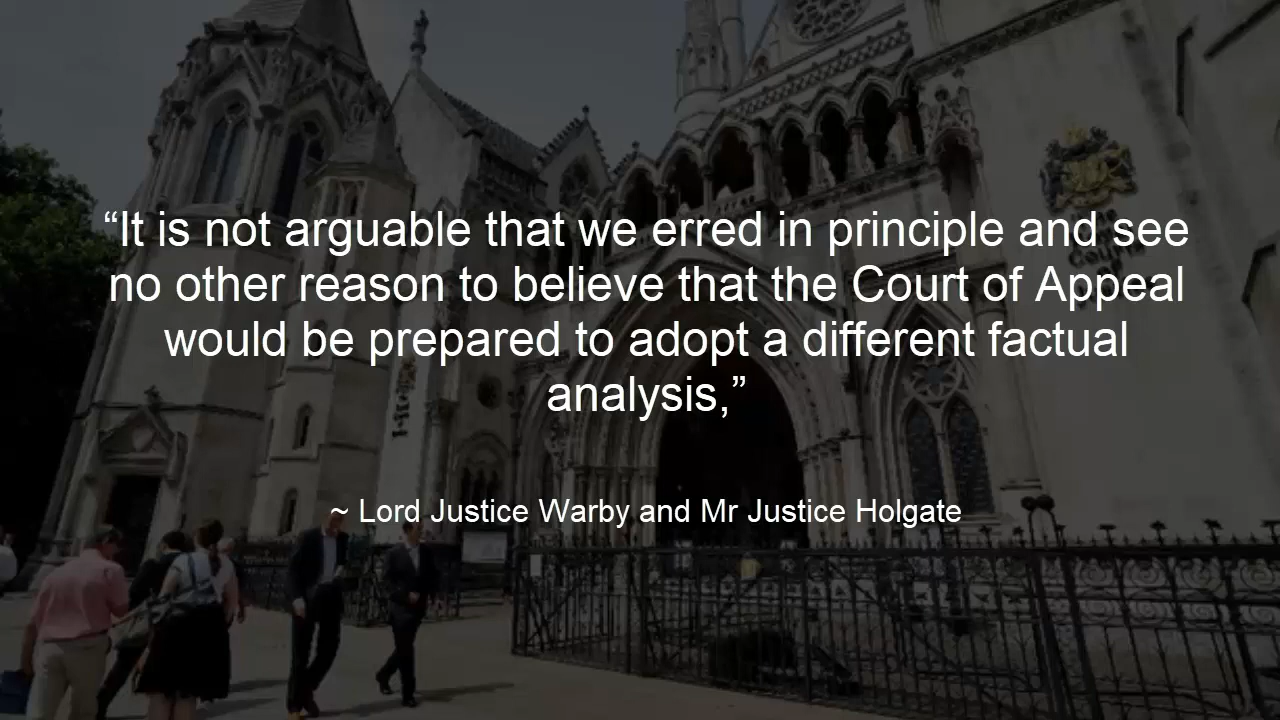 “It is not arguable that we erred in principle and see
no other reason to believe that the Court of Appeal
would be prepared to adopt a different factual
analysis,”
~ Lord Justice Warby and Mr Justice Holgate